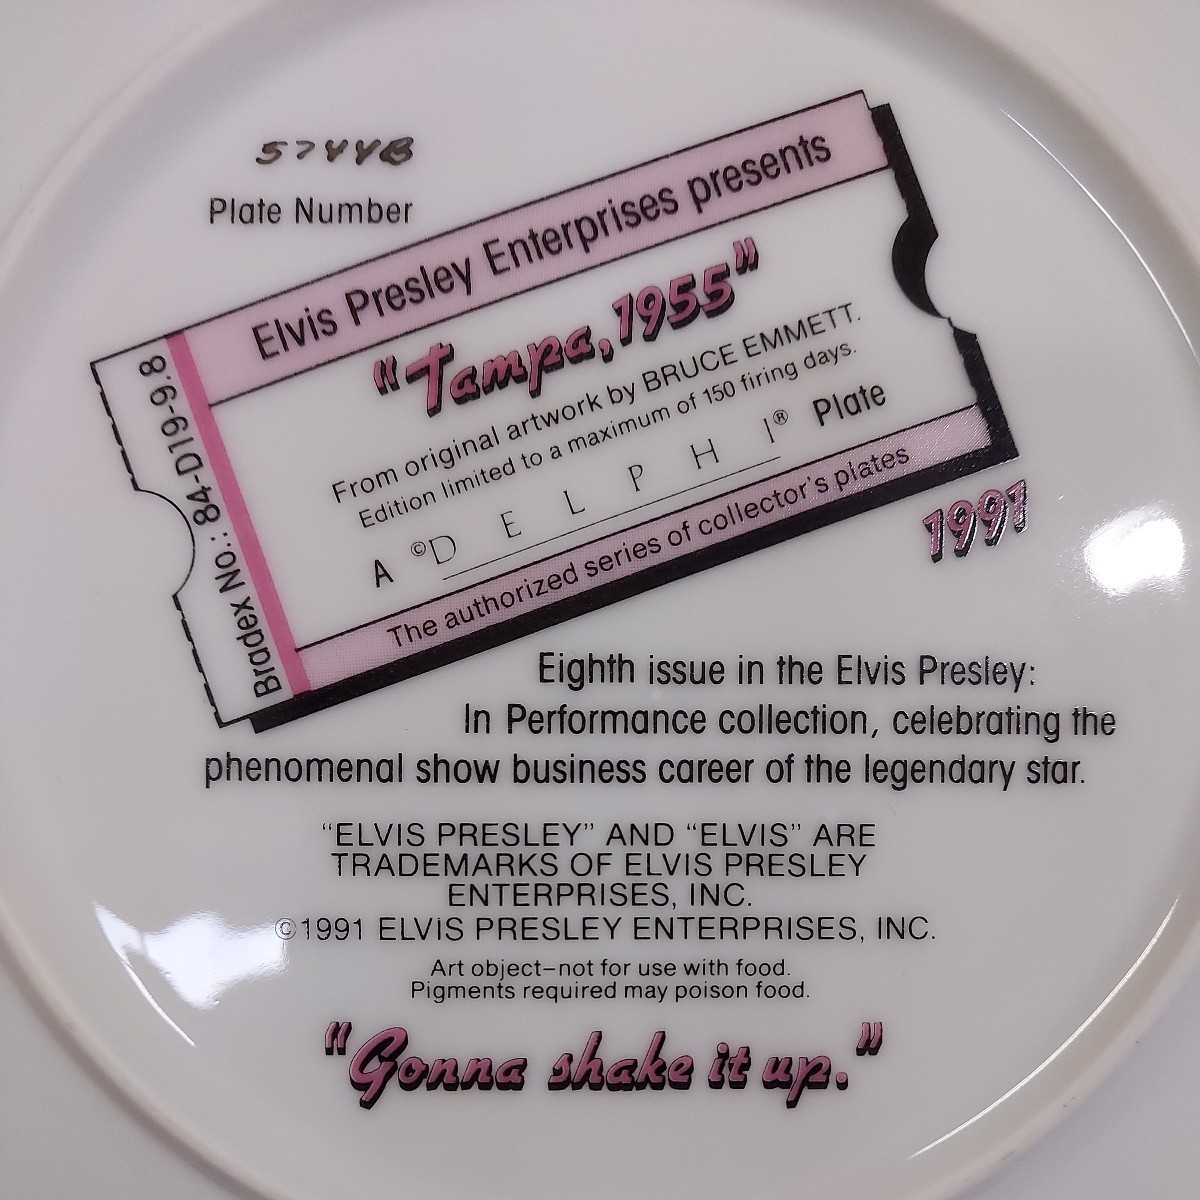 5744B
Plate Number
Elvis Presley Enterprises presents
"Tampa, 1955"
From original artwork by BRUCE EMMETT.
Edition limited to a maximum of 150 firing days.
A ©DELPHI® Plate
The authorized series of collector's plates
Bradex No.: 84-D19-9.8
1991
Eighth issue in the Elvis Presley:
In Performance collection, celebrating the
phenomenal show business career of the legendary star.
"ELVIS PRESLEY" AND "ELVIS" ARE
TRADEMARKS OF ELVIS PRESLEY
ENTERPRISES, INC.
©1991 ELVIS PRESLEY ENTERPRISES, INC.
Art object–not for use with food.
Pigments required may poison food.
"Gonna shake it up."